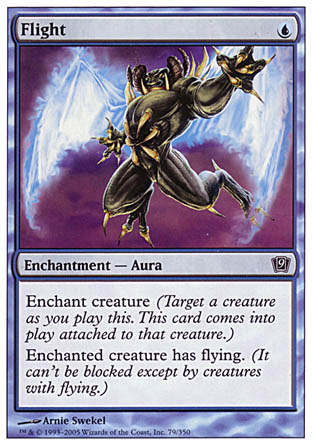 Flight
Enchantment — Aura
9
Enchant creature (Target a creature
as you play this. This card comes into
play attached to that creature.)
Enchanted creature has flying. (It
can't be blocked except by creatures
with flying.)
Arnie Swekel
™ & © 1993–2005 Wizards of the Coast, Inc. 79/350